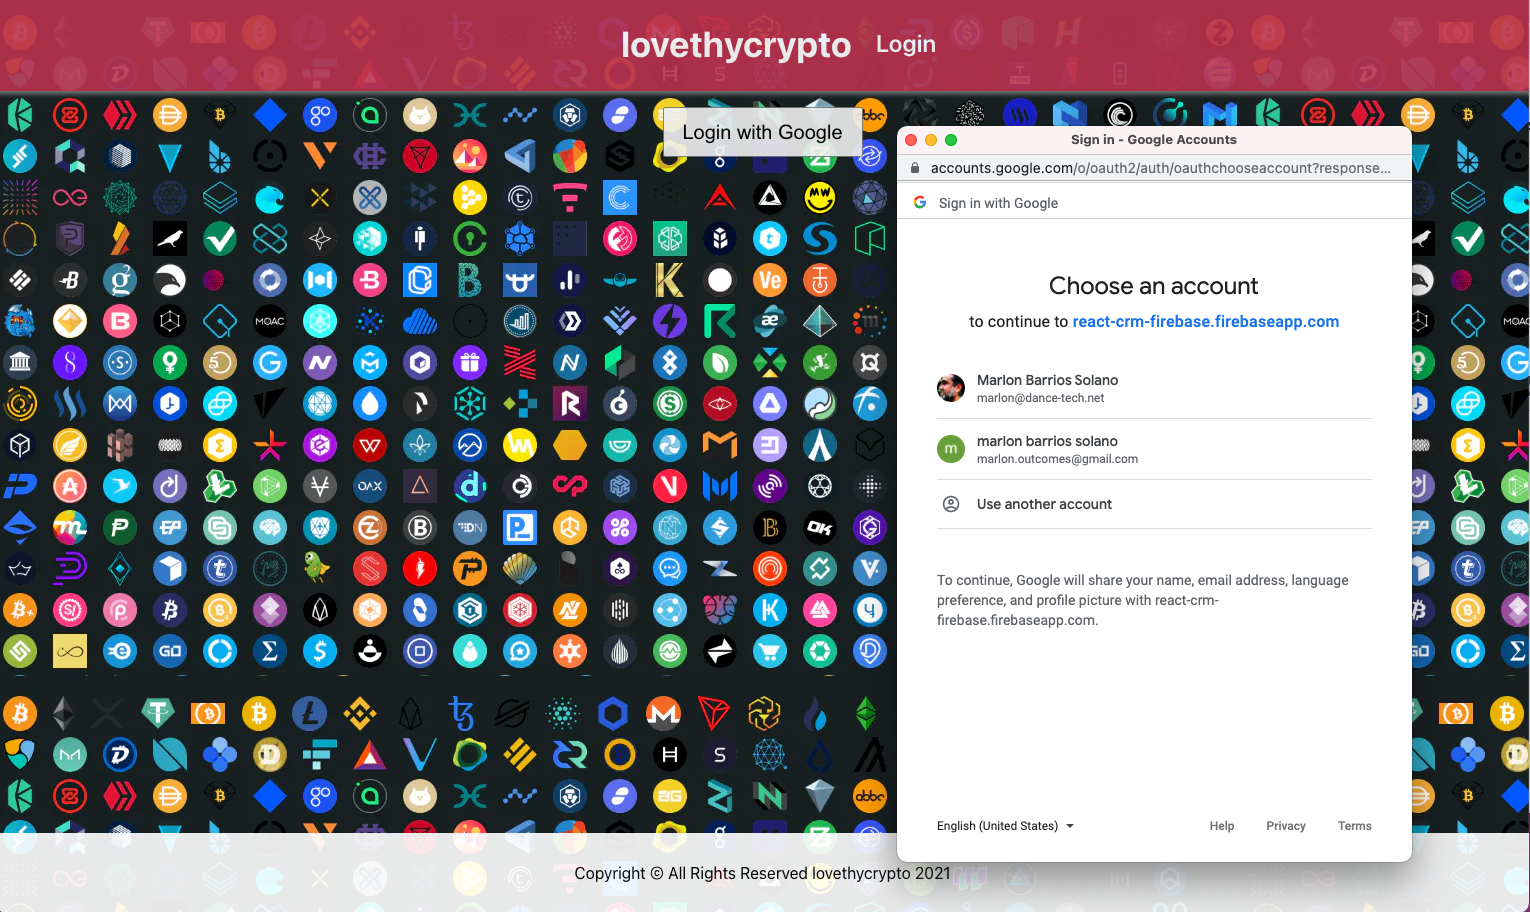 lovethycrypto Login
Login with Google
Sign in - Google Accounts
accounts.google.com/o/oauth2/auth/oauthchooseaccount?response...
Sign in with Google
Choose an account
to continue to react-crm-firebase.firebaseapp.com
Marlon Barrios Solano
marlon@dance-tech.net
m
marlon barrios solano
marlon.outcomes@gmail.com
Use another account
To continue, Google will share your name, email address, language
preference, and profile picture with react-crm-
firebase.firebaseapp.com.
English (United States)
Help Privacy Terms
Copyright © All Rights Reserved lovethycrypto 2021